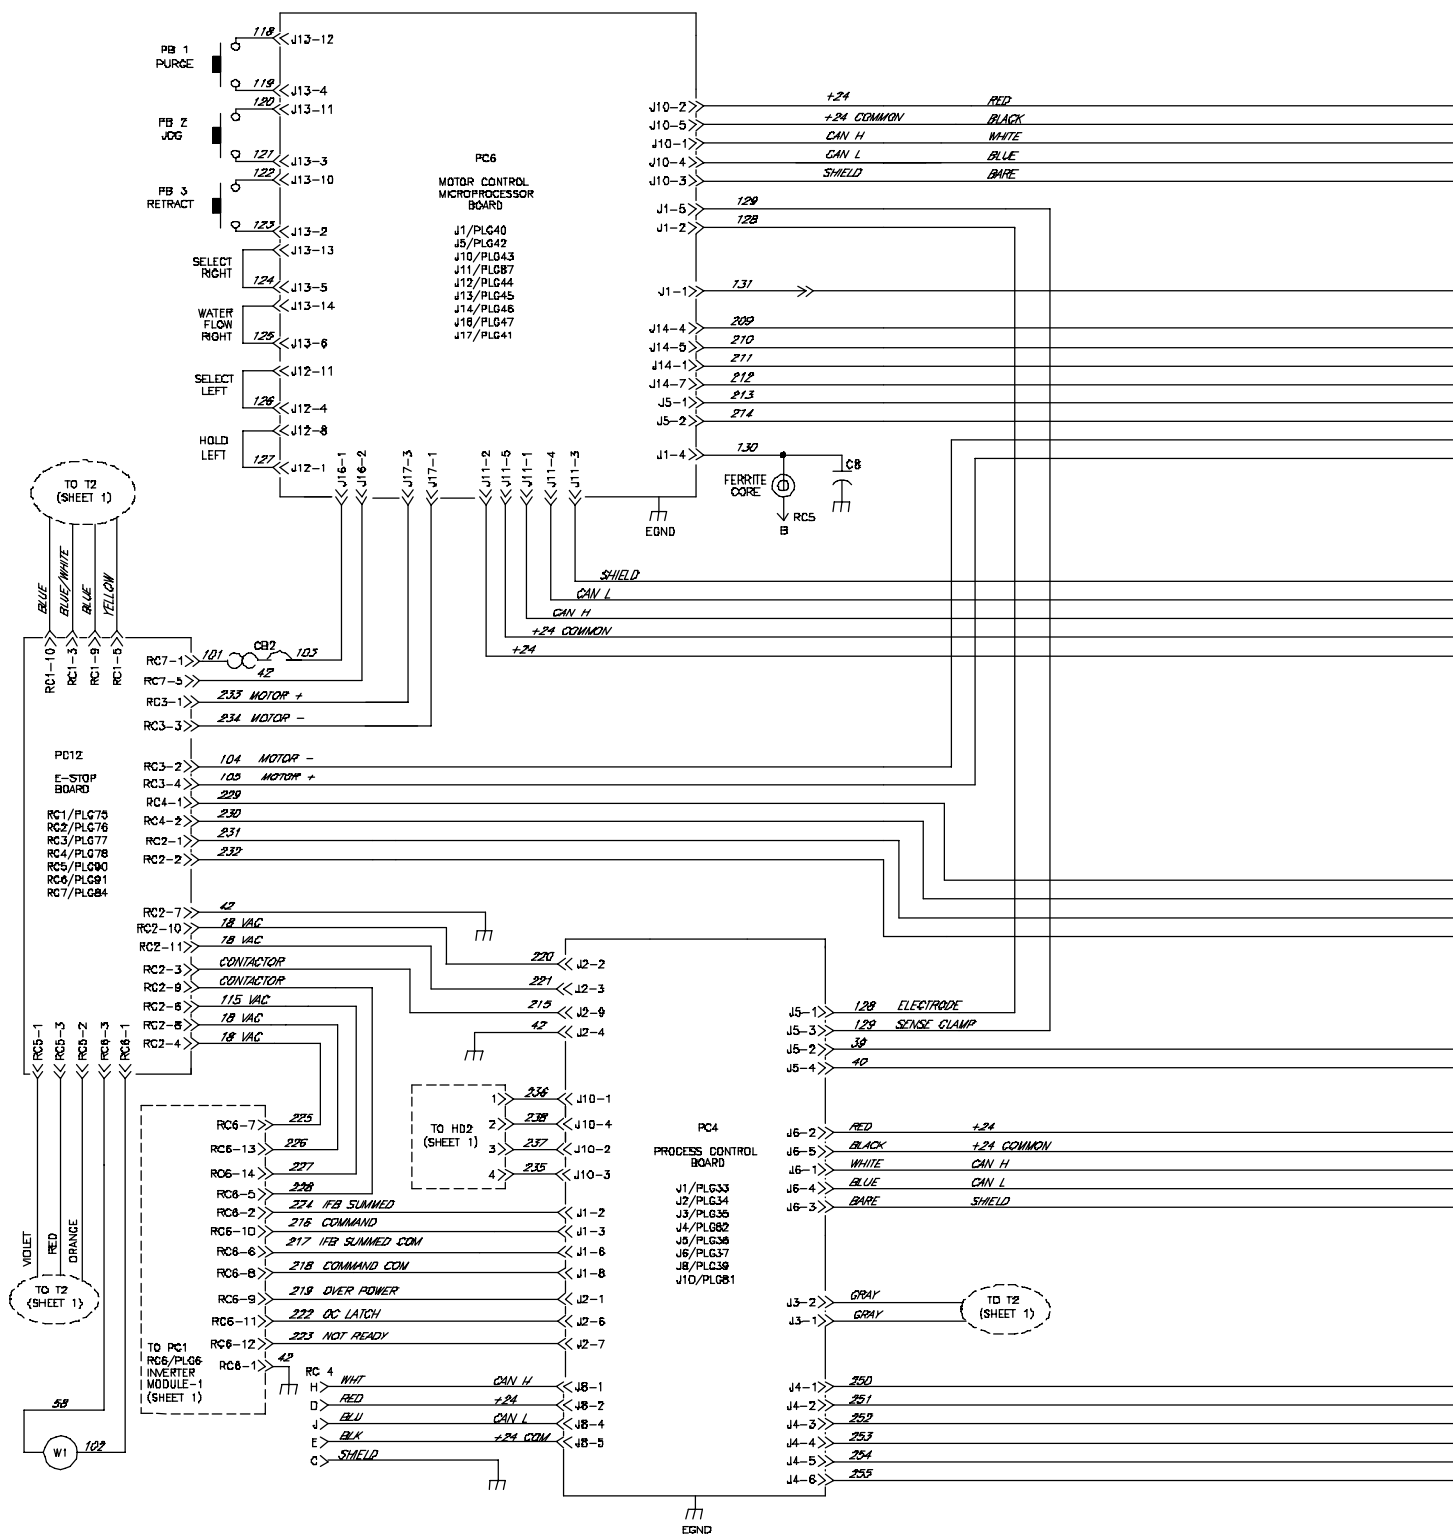 118
J13-12
PB 1
PURGE
119
J13-4
120
J13-11
PB 2
JOG
121
J13-3
122
J13-10
PB 3
RETRACT
123
J13-2
J13-13
SELECT
RIGHT
124
J13-5
J13-14
WATER
FLOW
RIGHT
125
J13-6
J12-11
SELECT
LEFT
126
J12-4
J12-8
HOLD
LEFT
127
J12-1
PC6
MOTOR CONTROL
MICROPROCESSOR
BOARD
J1/PLG40
J5/PLG42
J10/PLG43
J11/PLG87
J12/PLG44
J13/PLG45
J14/PLG46
J16/PLG47
J17/PLG41
J10-2 +24 RED
J10-5 +24 COMMON BLACK
J10-1 CAN H WHITE
J10-4 CAN L BLUE
J10-3 SHIELD BARE
J1-5 129
J1-2 128
J1-1 131
J14-4 209
J14-5 210
J14-1 211
J14-7 212
J5-1 213
J5-2 214
J1-4 130
FERRITE
CORE
C8
RC5
B
EGND
J16-1
J16-2
J17-3
J17-1
J11-2
J11-5
J11-1
J11-4
J11-3
SHIELD
CAN L
CAN H
+24 COMMON
+24
TO T2
(SHEET 1)
BLUE
BLUE/WHITE
BLUE
YELLOW
RC1-10
RC1-3
RC1-9
RC1-5
RC7-1 101 CB2 103
RC7-5 42
RC3-1 233 MOTOR +
RC3-3 234 MOTOR -
RC3-2 104 MOTOR -
RC3-4 105 MOTOR +
RC4-1 229
RC4-2 230
RC2-1 231
RC2-2 232
PC12
E-STOP
BOARD
RC1/PLG75
RC2/PLG76
RC3/PLG77
RC4/PLG78
RC5/PLG90
RC6/PLG91
RC7/PLG84
RC2-7 42
RC2-10 18 VAC
RC2-11 18 VAC
RC2-3 CONTACTOR
RC2-9 CONTACTOR
RC2-6 115 VAC
RC2-8 18 VAC
RC2-4 18 VAC
RC5-1
RC5-3
RC5-2
RC6-3
RC6-1
VIOLET
RED
ORANGE
TO T2
(SHEET 1)
58
W1
102
220 J2-2
221 J2-3
215 J2-9
42 J2-4
TO HD2
(SHEET 1)
1 236 J10-1
2 238 J10-4
3 237 J10-2
4 235 J10-3
RC6-7 225
RC6-13 226
RC6-14 227
RC6-5 228
RC6-2 224 IFB SUMMED J1-2
RC6-10 216 COMMAND J1-3
RC6-6 217 IFB SUMMED COM J1-6
RC6-8 218 COMMAND COM J1-8
RC6-9 219 OVER POWER J2-1
RC6-11 222 OC LATCH J2-6
RC6-12 223 NOT READY J2-7
RC6-1 42
TO PC1
RC6/PLG6
INVERTER
MODULE-1
(SHEET 1)
RC 4
H WHT CAN H J8-1
D RED +24 J8-2
J BLU CAN L J8-4
E BLK +24 COM J8-5
C SHIELD
PC4
PROCESS CONTROL
BOARD
J1/PLG33
J2/PLG34
J3/PLG35
J4/PLG82
J5/PLG36
J6/PLG37
J8/PLG39
J10/PLG81
J5-1 128 ELECTRODE
J5-3 129 SENSE CLAMP
J5-2 39
J5-4 40
J6-2 RED +24
J6-5 BLACK +24 COMMON
J6-1 WHITE CAN H
J6-4 BLUE CAN L
J6-3 BARE SHIELD
J3-2 GRAY
J3-1 GRAY
TO T2
(SHEET 1)
J4-1 250
J4-2 251
J4-3 252
J4-4 253
J4-5 254
J4-6 255
EGND